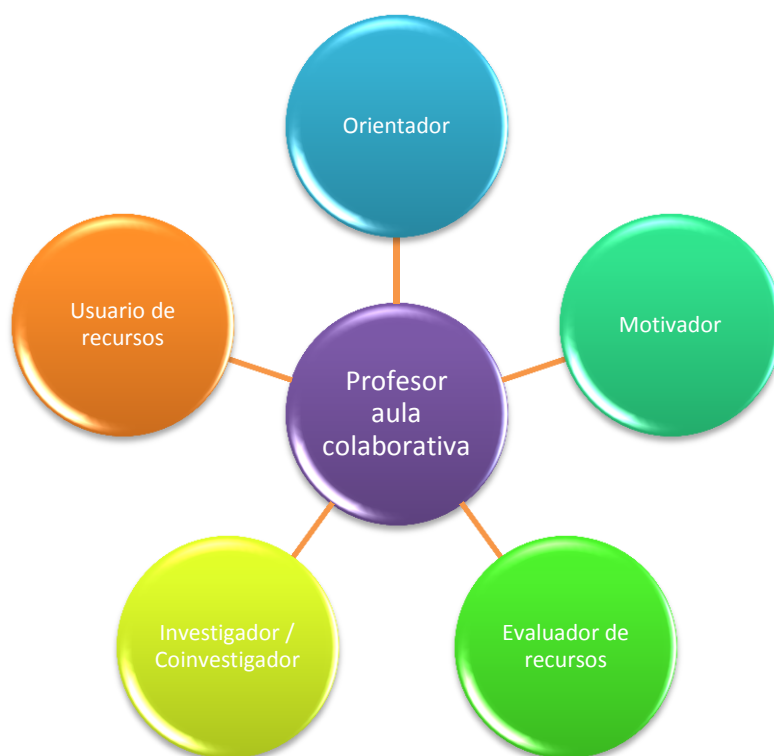 Orientador
Motivador
Usuario de
recursos
Profesor
aula
colaborativa
Investigador /
Coinvestigador
Evaluador de
recursos